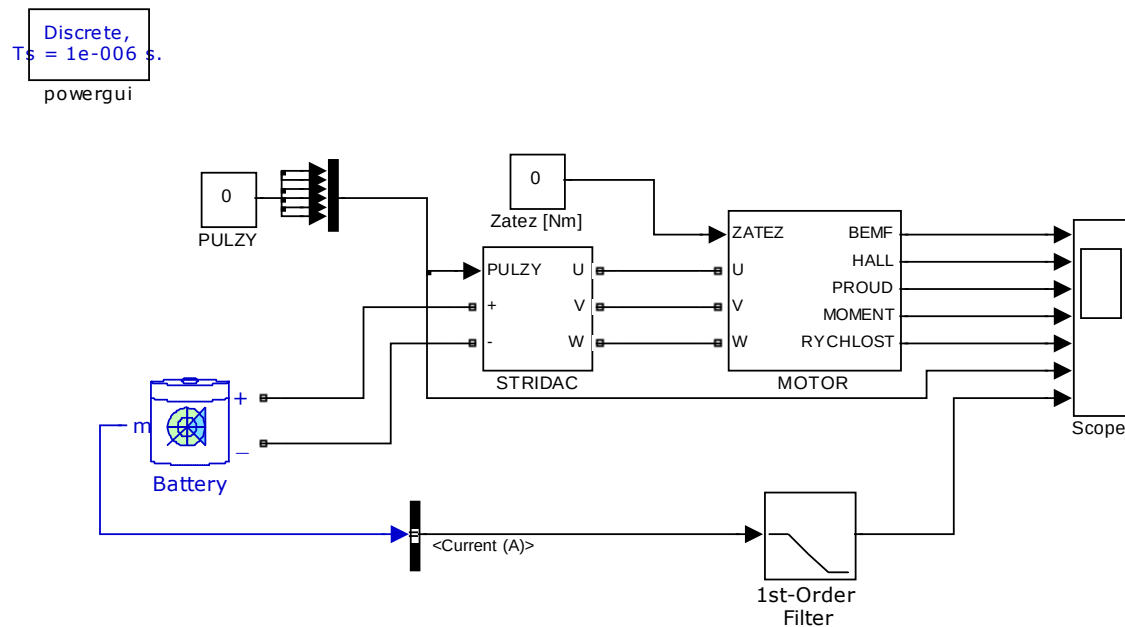 Discrete,
Ts = 1e-006 s.
powergui
0
PULZY
0
Zatez [Nm]
PULZY
+
-
U
V
W
STRIDAC
ZATEZ
U
V
W
BEMF
HALL
PROUD
MOMENT
RYCHLOST
MOTOR
Scope
m
+
_
Battery
<Current (A)>
1st-Order
Filter